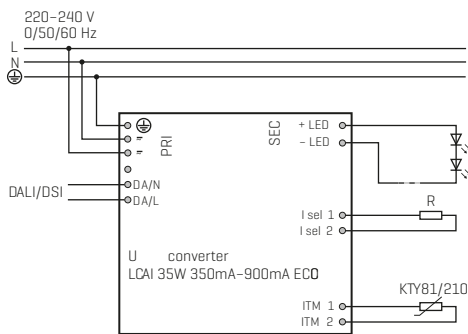 220–240 V
0/50/60 Hz
L
N
PRI
SEC
+ LED
– LED
DALI/DSI
DA/N
DA/L
I sel 1
I sel 2
R
U converter
LCAI 35W 350mA–900mA ECO
KTY81/210
ITM 1
ITM 2